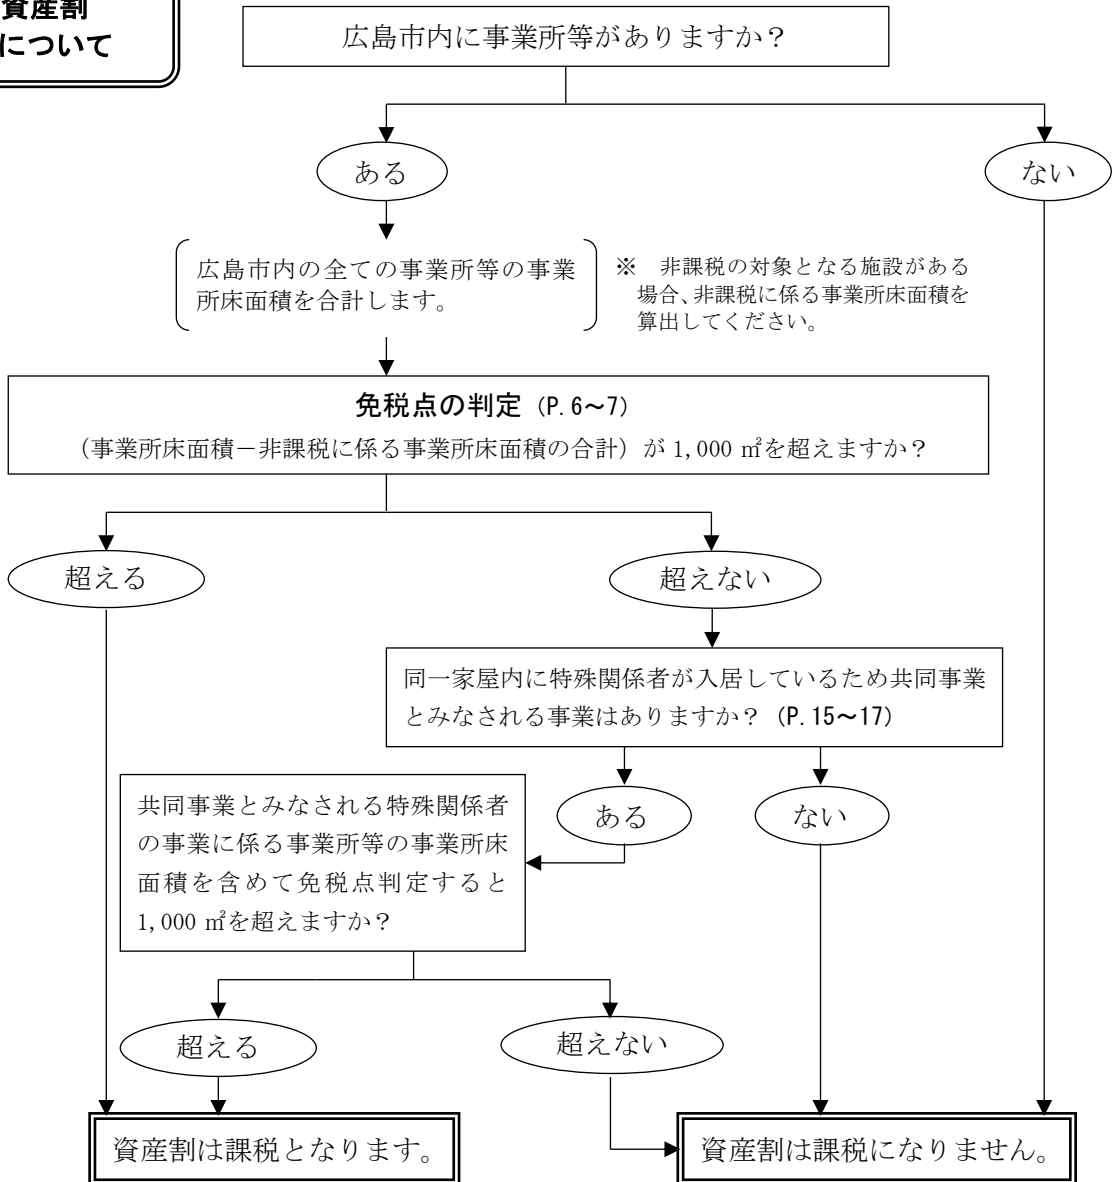 資産割
について
広島市内に事業所等がありますか？
ある
ない
広島市内の全ての事業所等の事業
所床面積を合計します。
※　非課税の対象となる施設がある
場合、非課税に係る事業所床面積を
算出してください。
免税点の判定（P. 6～7）
（事業所床面積－非課税に係る事業所床面積の合計）が 1,000 ㎡を超えますか？
超える
超えない
同一家屋内に特殊関係者が入居しているため共同事業
とみなされる事業はありますか？（P. 15～17）
ある
ない
共同事業とみなされる特殊関係者
の事業に係る事業所等の事業所床
面積を含めて免税点判定すると
1,000 ㎡を超えますか？
超える
超えない
資産割は課税となります。
資産割は課税になりません。